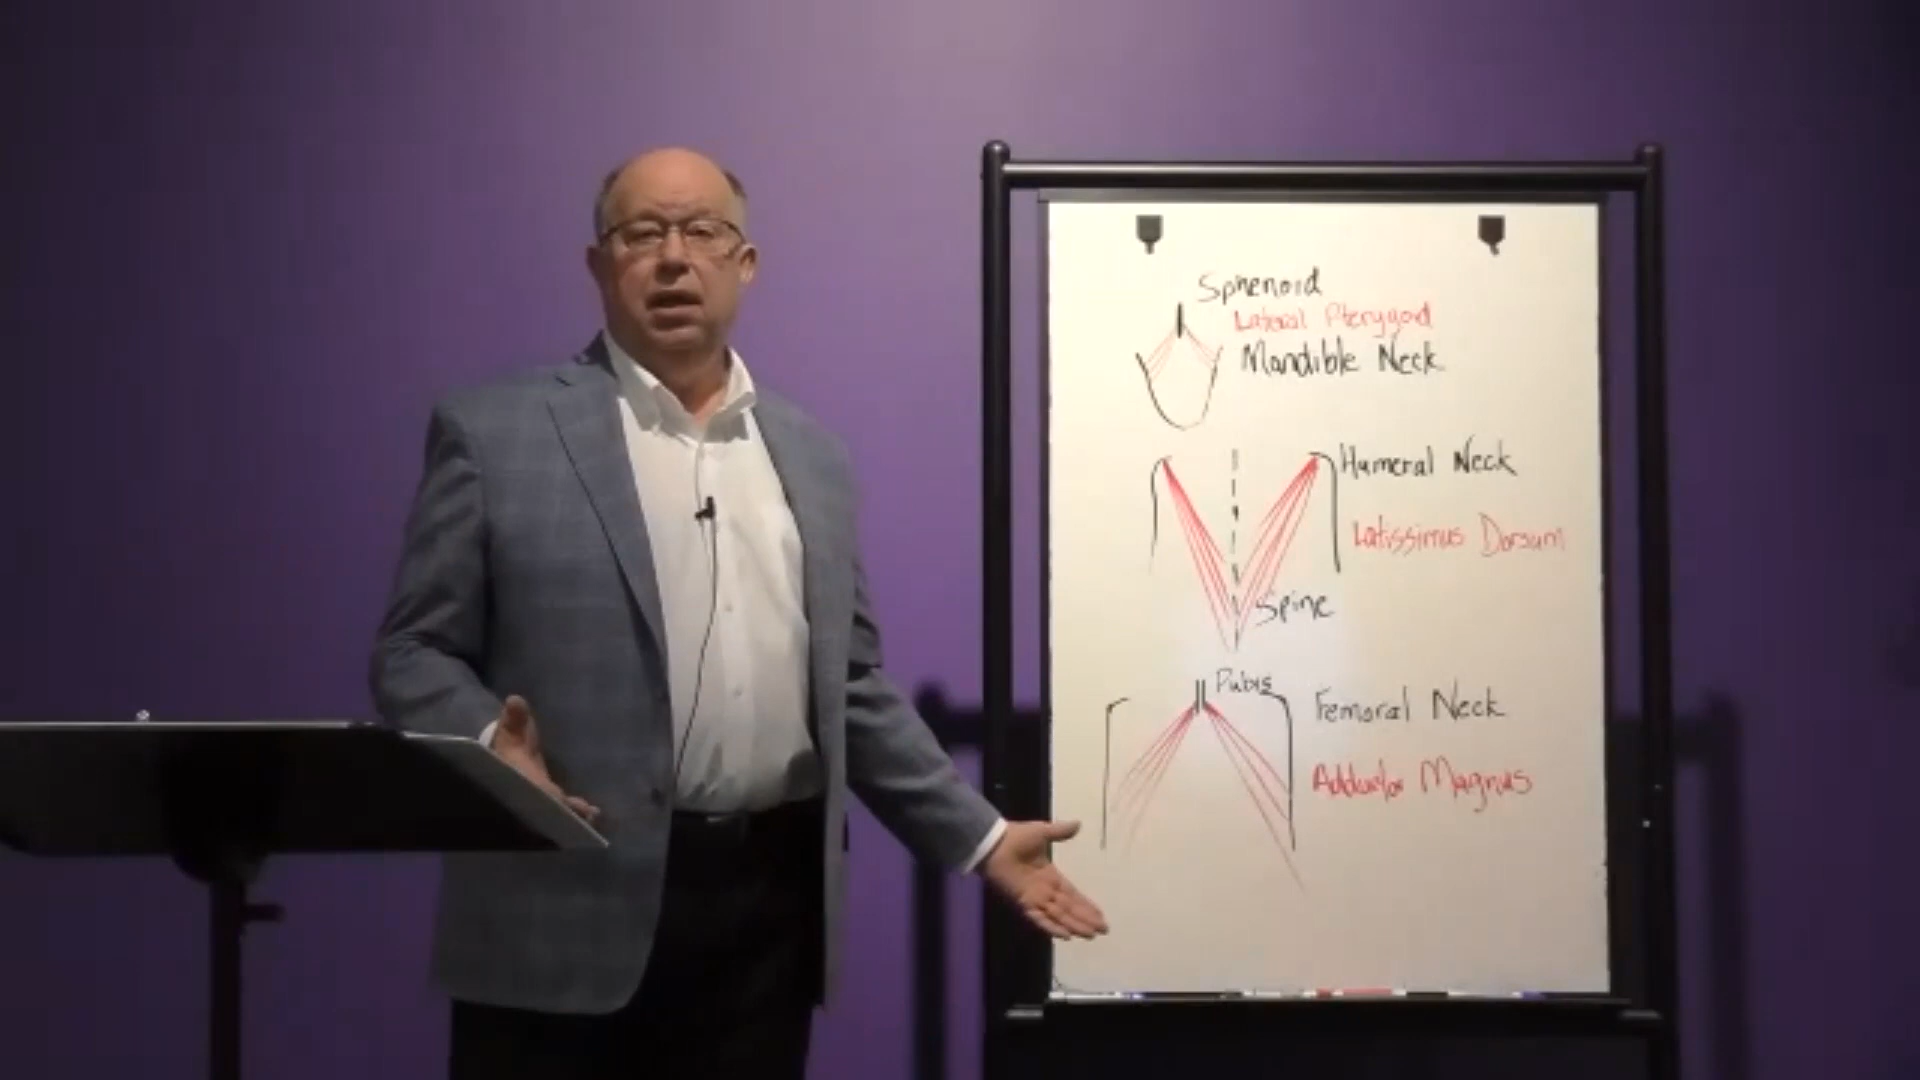 Sphenoid
Lateral Pterygoid
Mandible Neck
Humeral Neck
Latissimus Dorsum
Spine
Pubis
Femoral Neck
Adductor Magnus